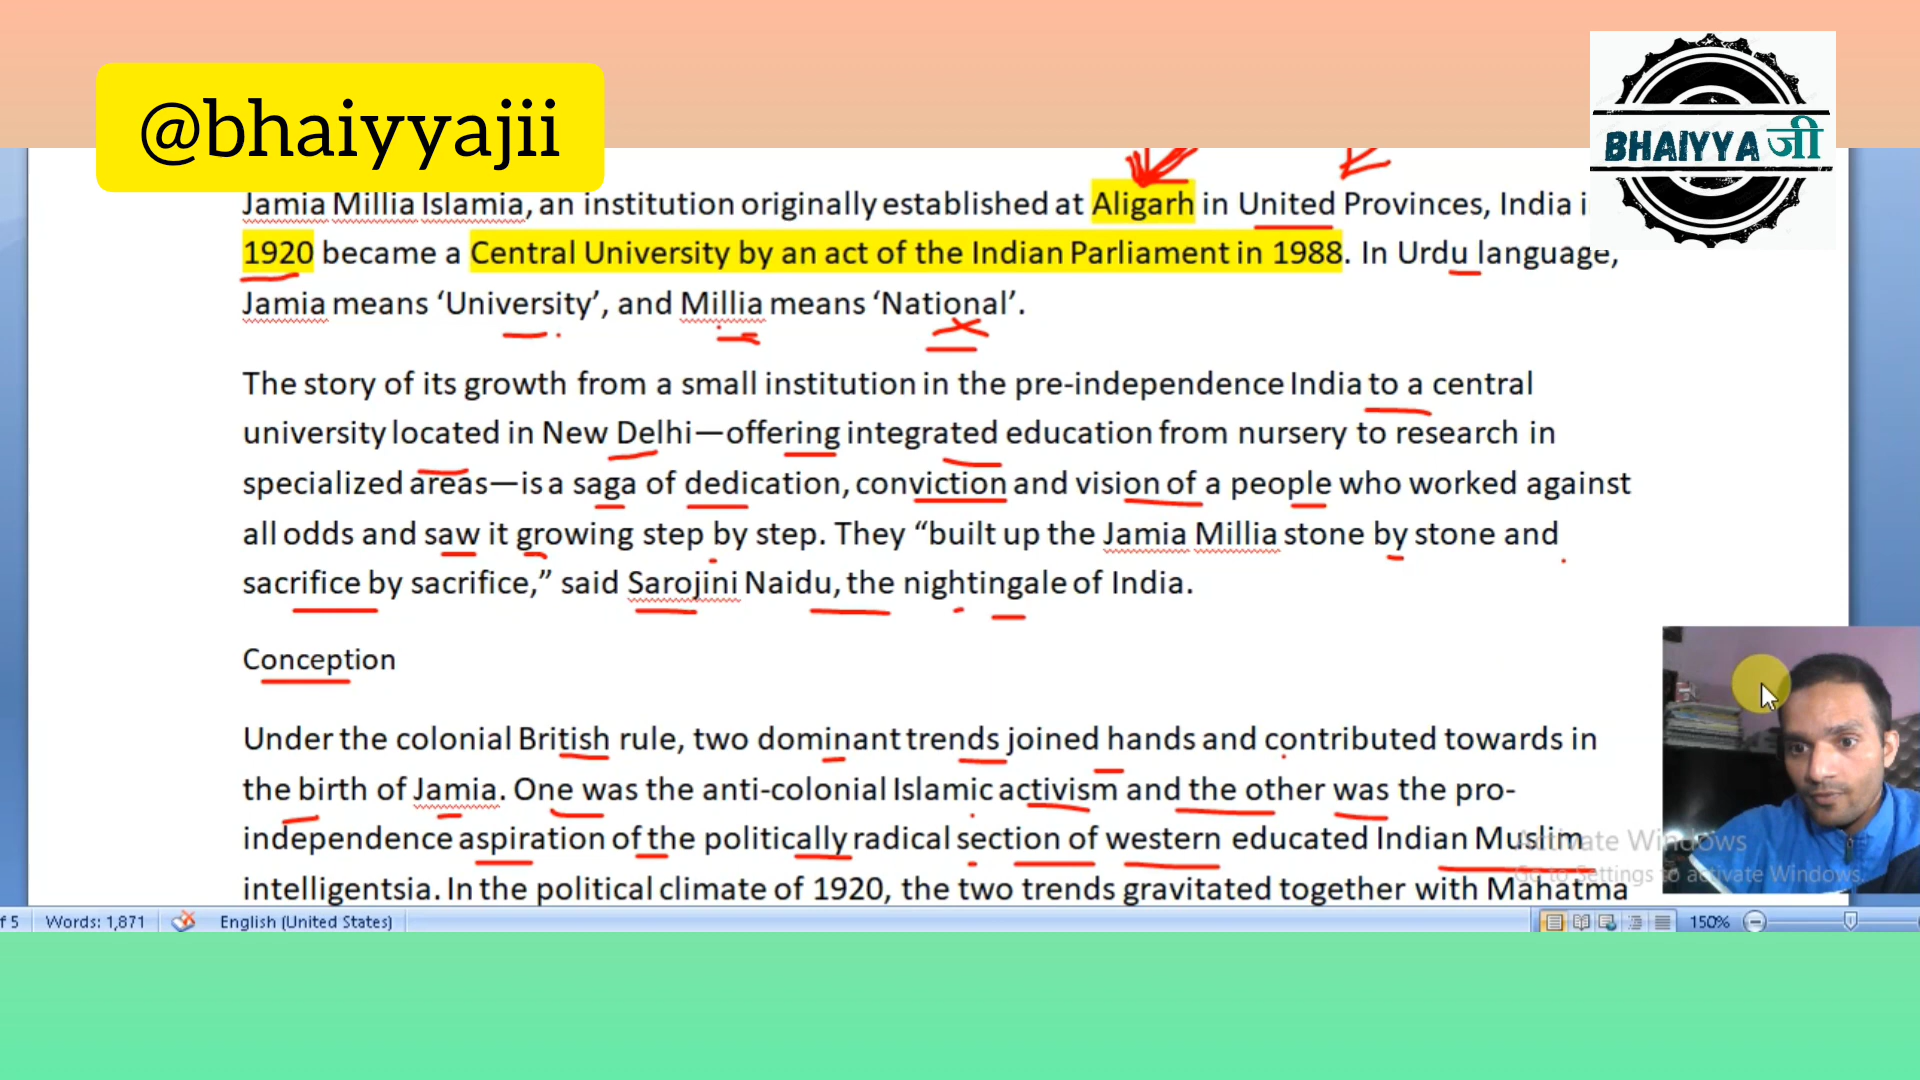 @bhaiyyajii
BHAIYYA जी
Jamia Millia Islamia, an institution originally established at Aligarh in United Provinces, India i
1920 became a Central University by an act of the Indian Parliament in 1988. In Urdu language,
Jamia means ‘University’, and Millia means ‘National’.
The story of its growth from a small institution in the pre-independence India to a central
university located in New Delhi—offering integrated education from nursery to research in
specialized areas—is a saga of dedication, conviction and vision of a people who worked against
all odds and saw it growing step by step. They “built up the Jamia Millia stone by stone and
sacrifice by sacrifice,” said Sarojini Naidu, the nightingale of India.
Conception
Under the colonial British rule, two dominant trends joined hands and contributed towards in
the birth of Jamia. One was the anti-colonial Islamic activism and the other was the pro-
independence aspiration of the politically radical section of western educated Indian Muslim
intelligentsia. In the political climate of 1920, the two trends gravitated together with Mahatma
Activate Windows
Go to Settings to activate Windows.
f 5 Words: 1,871 English (United States) 150%